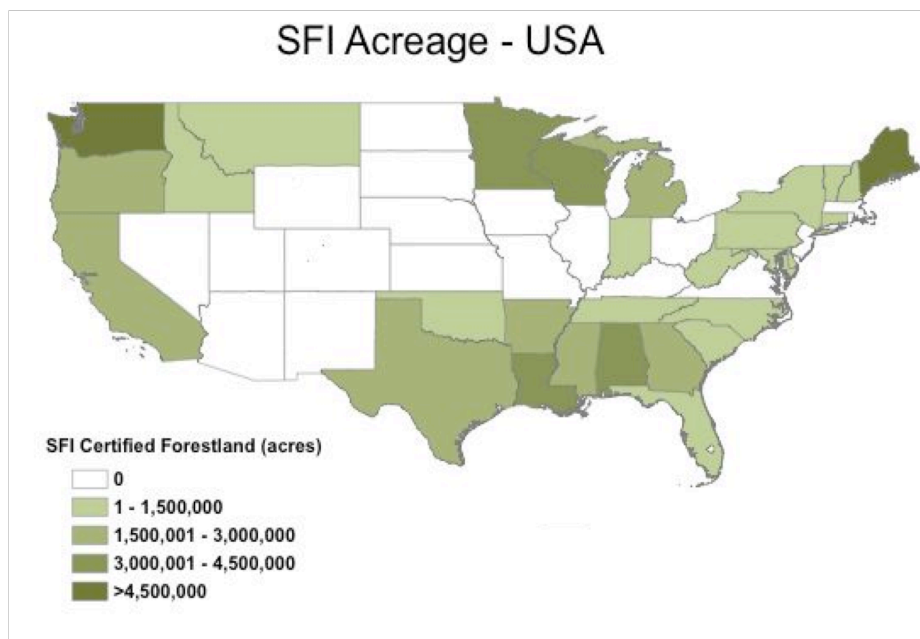 SFI Acreage - USA
SFI Certified Forestland (acres)
0
1 - 1,500,000
1,500,001 - 3,000,000
3,000,001 - 4,500,000
>4,500,000